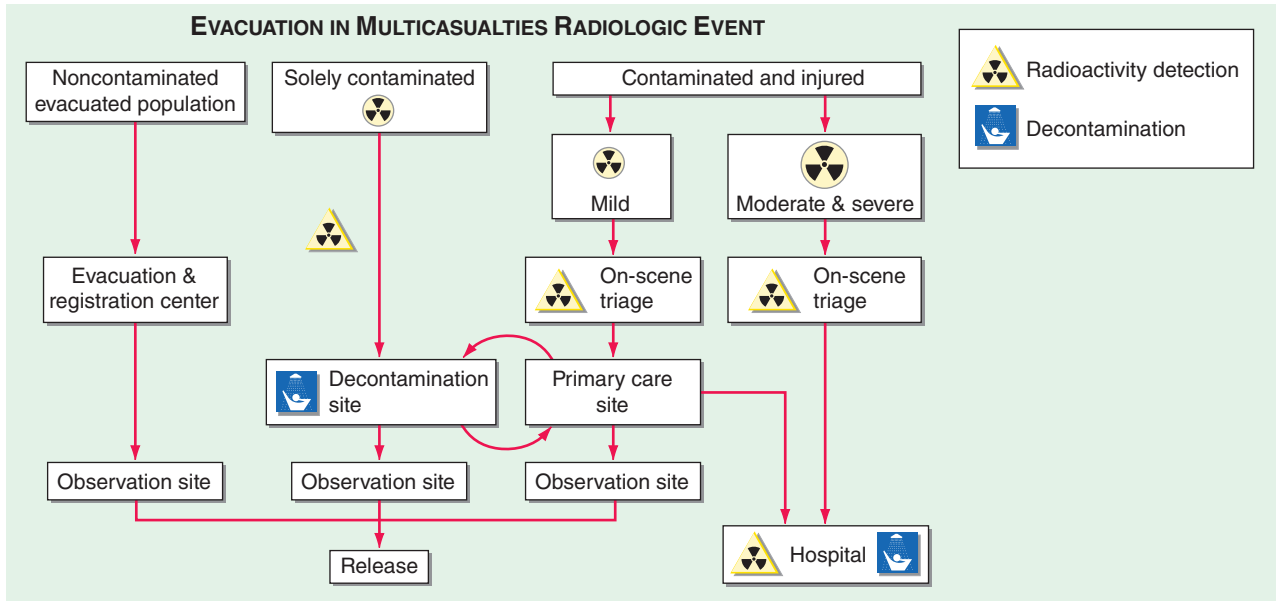 EVACUATION IN MULTICASUALTIES RADIOLOGIC EVENT
Radioactivity detection
Decontamination
Noncontaminated
evacuated population
Solely contaminated
Contaminated and injured
Mild
Moderate & severe
Evacuation &
registration center
On-scene
triage
On-scene
triage
Decontamination
site
Primary care
site
Observation site
Observation site
Observation site
Release
Hospital